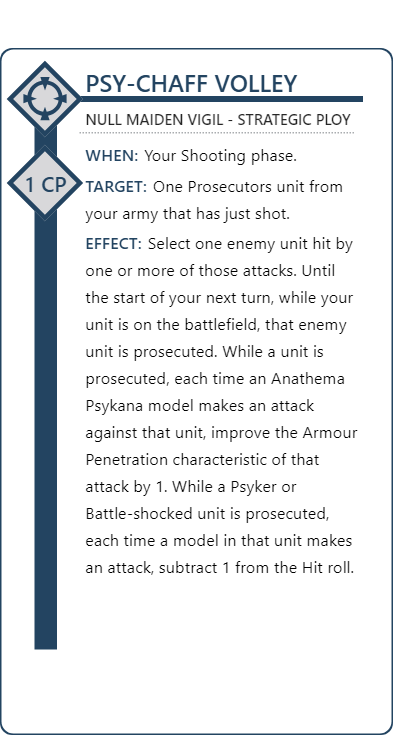 PSY-CHAFF VOLLEY
NULL MAIDEN VIGIL - STRATEGIC PLOY
1 CP
WHEN: Your Shooting phase.
TARGET: One Prosecutors unit from
your army that has just shot.
EFFECT: Select one enemy unit hit by
one or more of those attacks. Until
the start of your next turn, while your
unit is on the battlefield, that enemy
unit is prosecuted. While a unit is
prosecuted, each time an Anathema
Psykana model makes an attack
against that unit, improve the Armour
Penetration characteristic of that
attack by 1. While a Psyker or
Battle-shocked unit is prosecuted,
each time a model in that unit makes
an attack, subtract 1 from the Hit roll.